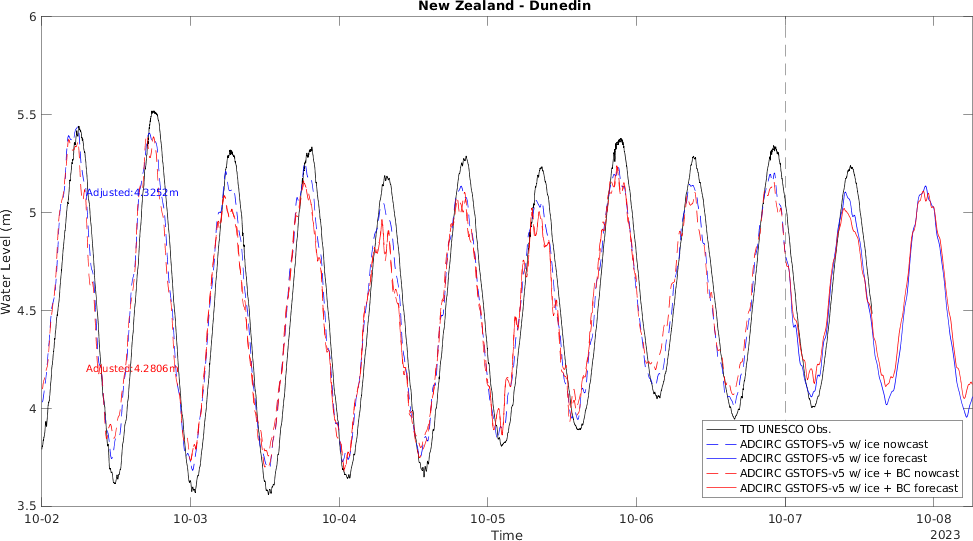 New Zealand - Dunedin
6
5.5
5
4.5
4
3.5
Water Level (m)
Adjusted:4.3252m
Adjusted:4.2806m
TD UNESCO Obs.
ADCIRC GSTOFS-v5 w/ ice nowcast
ADCIRC GSTOFS-v5 w/ ice forecast
ADCIRC GSTOFS-v5 w/ ice + BC nowcast
ADCIRC GSTOFS-v5 w/ ice + BC forecast
10-02 10-03 10-04 10-05 10-06 10-07 10-08
Time
2023